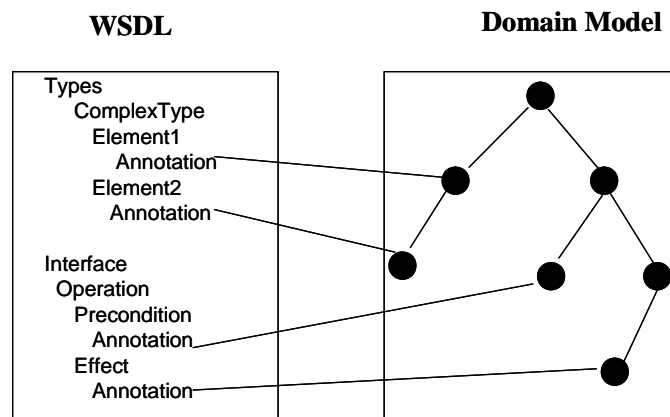 WSDL
Domain Model
Types
ComplexType
Element1
Annotation
Element2
Annotation
Interface
Operation
Precondition
Annotation
Effect
Annotation